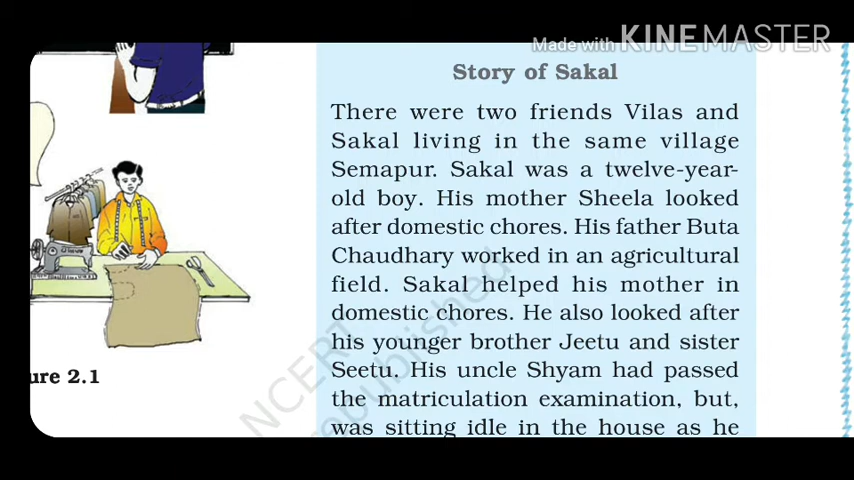 Made with KINEMASTER
Story of Sakal
There were two friends Vilas and
Sakal living in the same village
Semapur. Sakal was a twelve-year-
old boy. His mother Sheela looked
after domestic chores. His father Buta
Chaudhary worked in an agricultural
field. Sakal helped his mother in
domestic chores. He also looked after
his younger brother Jeetu and sister
Seetu. His uncle Shyam had passed
the matriculation examination, but,
was sitting idle in the house as he
ure 2.1
NCERT
republished